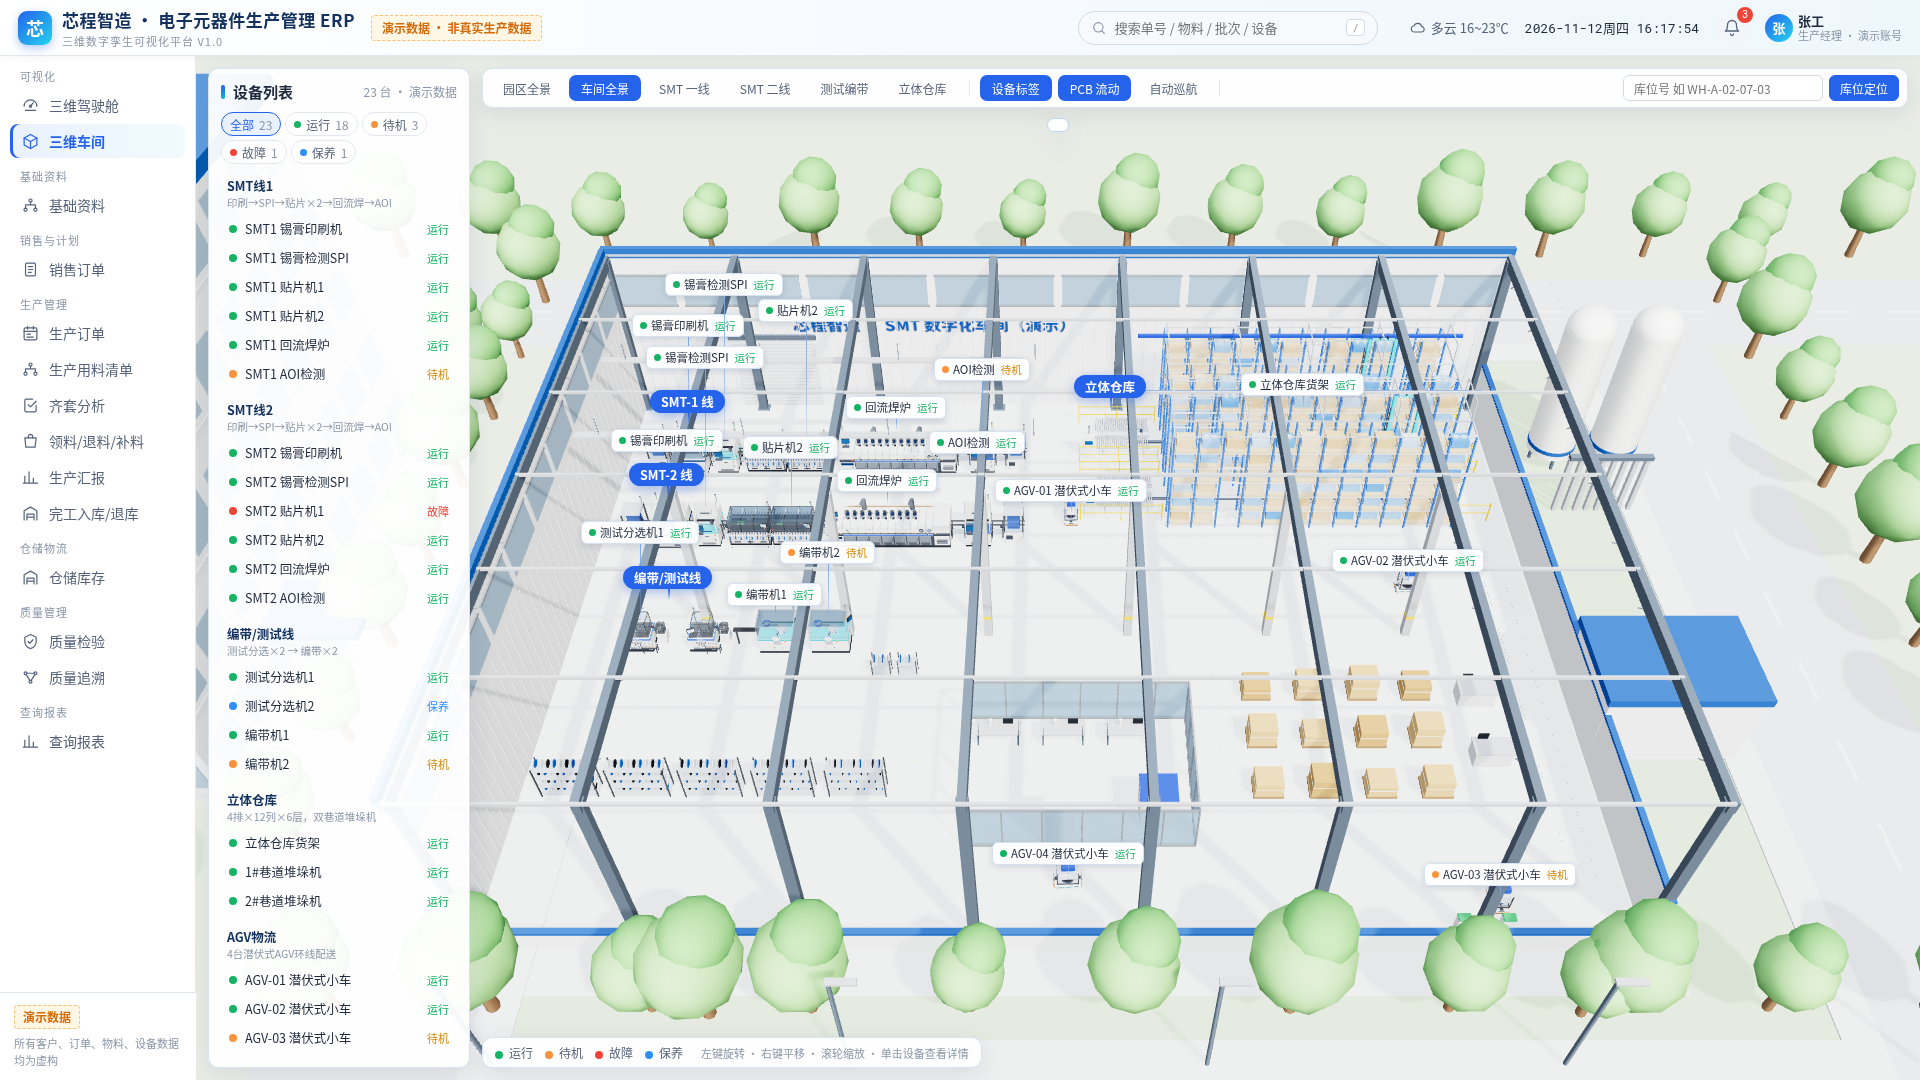 芯
芯程智造 · 电子元器件生产管理 ERP
三维数字孪生可视化平台 V1.0
演示数据 · 非真实生产数据
搜索单号 / 物料 / 批次 / 设备
/
多云 16~23℃
2026-11-12周四 16:17:54
3
张
张工
生产经理 · 演示账号
可视化
三维驾驶舱
三维车间
基础资料
基础资料
销售与计划
销售订单
生产管理
生产订单
生产用料清单
齐套分析
领料/退料/补料
生产汇报
完工入库/退库
仓储物流
仓储库存
质量管理
质量检验
质量追溯
查询报表
查询报表
演示数据
所有客户、订单、物料、设备数据
均为虚构
设备列表
23 台 · 演示数据
全部 23
运行 18
待机 3
故障 1
保养 1
SMT线1
印刷→SPI→贴片×2→回流焊→AOI
SMT1 锡膏印刷机 运行
SMT1 锡膏检测SPI 运行
SMT1 贴片机1 运行
SMT1 贴片机2 运行
SMT1 回流焊炉 运行
SMT1 AOI检测 待机
SMT线2
印刷→SPI→贴片×2→回流焊→AOI
SMT2 锡膏印刷机 运行
SMT2 锡膏检测SPI 运行
SMT2 贴片机1 故障
SMT2 贴片机2 运行
SMT2 回流焊炉 运行
SMT2 AOI检测 运行
编带/测试线
测试分选×2 → 编带×2
测试分选机1 运行
测试分选机2 保养
编带机1 运行
编带机2 待机
立体仓库
4排×12列×6层，双巷道堆垛机
立体仓库货架 运行
1#巷道堆垛机 运行
2#巷道堆垛机 运行
AGV物流
4台潜伏式AGV环线配送
AGV-01 潜伏式小车 运行
AGV-02 潜伏式小车 运行
AGV-03 潜伏式小车 待机
园区全景
车间全景
SMT 一线
SMT 二线
测试编带
立体仓库
设备标签
PCB 流动
自动巡航
库位号 如 WH-A-02-07-03
库位定位
锡膏检测SPI 运行
贴片机2 运行
锡膏印刷机 运行
芯程智造 SMT 数字化车间（演示）
锡膏检测SPI 运行
AOI检测 待机
立体仓库
立体仓库货架 运行
SMT-1 线
回流焊炉 运行
锡膏印刷机 运行
贴片机2 运行
AOI检测 运行
SMT-2 线
回流焊炉 运行
AGV-01 潜伏式小车 运行
测试分选机1 运行
编带机2 待机
AGV-02 潜伏式小车 运行
编带/测试线
编带机1 运行
AGV-04 潜伏式小车 运行
AGV-03 潜伏式小车 待机
运行
待机
故障
保养
左键旋转 · 右键平移 · 滚轮缩放 · 单击设备查看详情